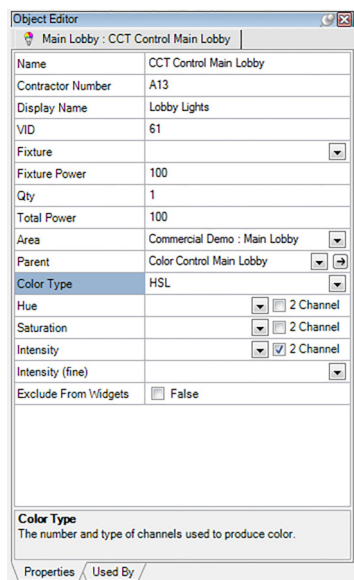 Object Editor
Main Lobby : CCT Control Main Lobby
Name CCT Control Main Lobby
Contractor Number A13
Display Name Lobby Lights
VID 61
Fixture
Fixture Power 100
Qty 1
Total Power 100
Area Commercial Demo : Main Lobby
Parent Color Control Main Lobby
Color Type HSL
Hue 2 Channel
Saturation 2 Channel
Intensity 2 Channel
Intensity (fine)
Exclude From Widgets False
Color Type
The number and type of channels used to produce color.
Properties Used By